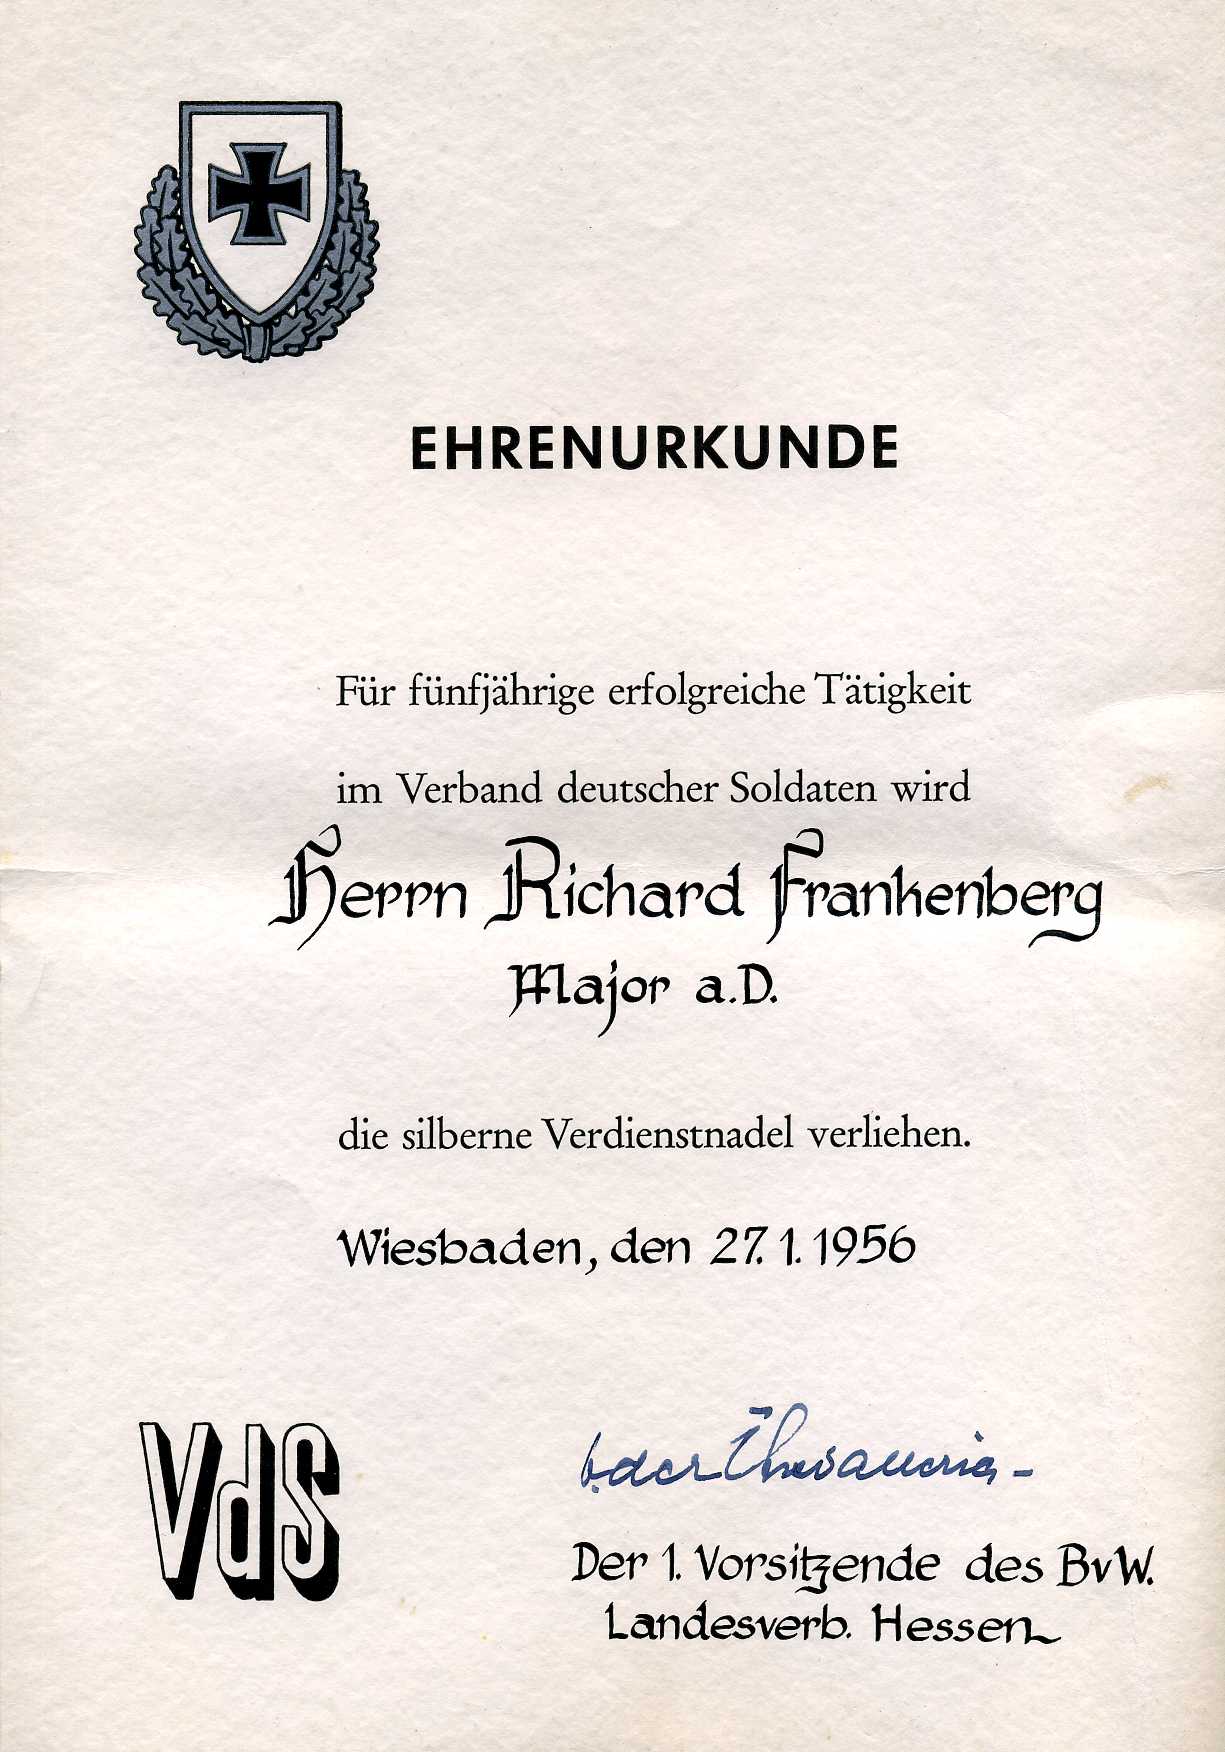 EHRENURKUNDE
Für fünfjährige erfolgreiche Tätigkeit
im Verband deutscher Soldaten wird
Herrn Richard Frankenberg
Major a.D.
die silberne Verdienstnadel verliehen.
Wiesbaden, den 27.1.1956
VdS
Der 1. Vorsitzende des BvW.
Landesverb. Hessen